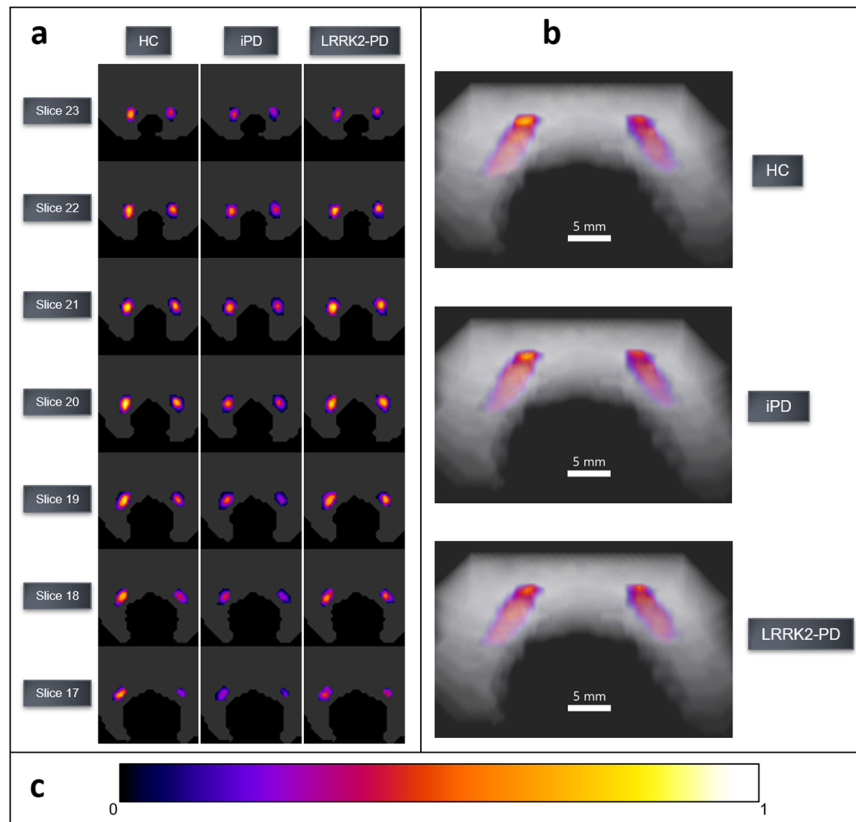 a
b
HC
iPD
LRRK2-PD
Slice 23
Slice 22
Slice 21
Slice 20
Slice 19
Slice 18
Slice 17
5 mm
HC
5 mm
iPD
5 mm
LRRK2-PD
c
0
1